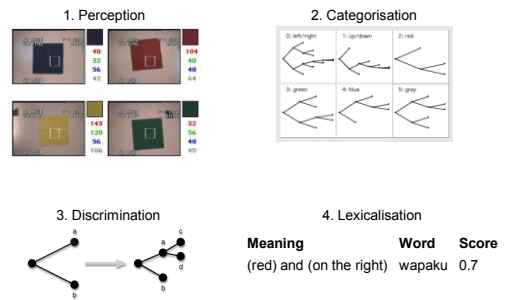 1. Perception
2. Categorisation
40
32
56
42
104
40
48
64
143
120
56
106
32
56
48
45
0: left/right
1: up/down
2: red
3: green
4: blue
5: gray
3. Discrimination
4. Lexicalisation
a
b
a
b
c
d
Meaning Word Score
(red) and (on the right) wapaku 0.7